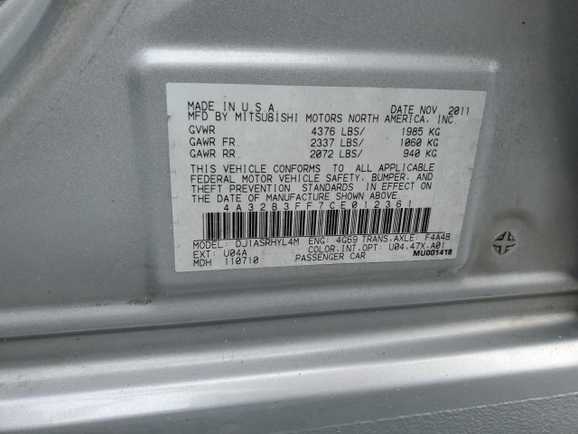 MADE IN U.S.A. DATE NOV 2011
MFD BY MITSUBISHI MOTORS NORTH AMERICA, INC.
GVWR 4376 LBS/ 1985 KG
GAWR FR. 2337 LBS/ 1060 KG
GAWR RR. 2072 LBS/ 940 KG
THIS VEHICLE CONFORMS TO ALL APPLICABLE
FEDERAL MOTOR VEHICLE SAFETY, BUMPER, AND
THEFT PREVENTION STANDARDS IN EFFECT ON
THE DATE OF MANUFACTURE SHOWN ABOVE.
4A32B3FF7CE012361
MODEL: DJ1ASRHYL4M ENG: 4G69 TRANS.AXLE F4A4B
EXT: U04A COLOR.INT.OPT: U04.47X.A01
MDH 110710 PASSENGER CAR MU001418